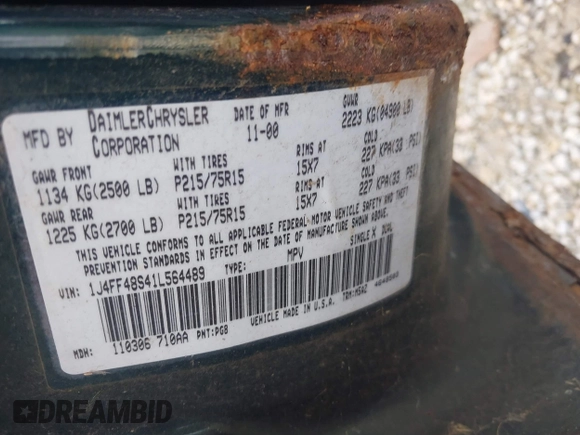 MFD BY DAIMLERCHRYSLER CORPORATION DATE OF MFR 11-00 GVWR 2223 KG(04900 LB)
GAWR FRONT WITH TIRES RIMS AT COLD
1134 KG(2500 LB) P215/75R15 15X7 227 KPA(33 PSI)
GAWR REAR WITH TIRES RIMS AT COLD
1225 KG(2700 LB) P215/75R15 15X7 227 KPA(33 PSI)
THIS VEHICLE CONFORMS TO ALL APPLICABLE FEDERAL-MOTOR VEHICLE SAFETY AND THEFT
PREVENTION STANDARDS IN EFFECT ON THE DATE OF MANUFACTURE SHOWN ABOVE.
VIN: 1J4FF48S41L564489 TYPE: MPV SINGLE X DUAL
MDH: 110306 710AA PNT:PG8 VEHICLE MADE IN U.S.A. TRM:M5AZ
DREAMBID